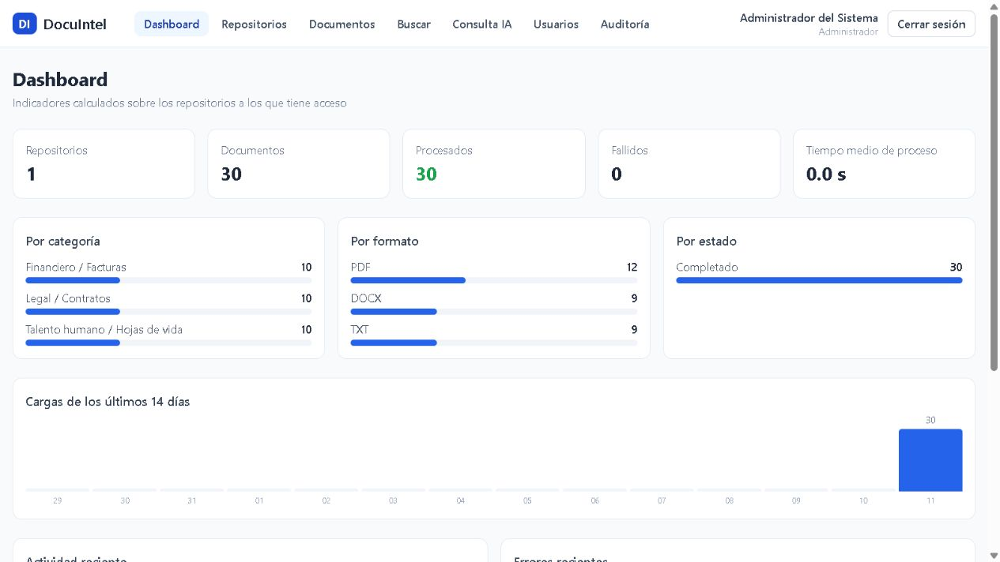 DI DocuIntel Dashboard Repositorios Documentos Buscar Consulta IA Usuarios Auditoría Administrador del Sistema Administrador Cerrar sesión
Dashboard
Indicadores calculados sobre los repositorios a los que tiene acceso
Repositorios
1
Documentos
30
Procesados
30
Fallidos
0
Tiempo medio de proceso
0.0 s
Por categoría
Financiero / Facturas 10
Legal / Contratos 10
Talento humano / Hojas de vida 10
Por formato
PDF 12
DOCX 9
TXT 9
Por estado
Completado 30
Cargas de los últimos 14 días
30
29 30 31 01 02 03 04 05 06 07 08 09 10 11
Actividad reciente
Errores recientes